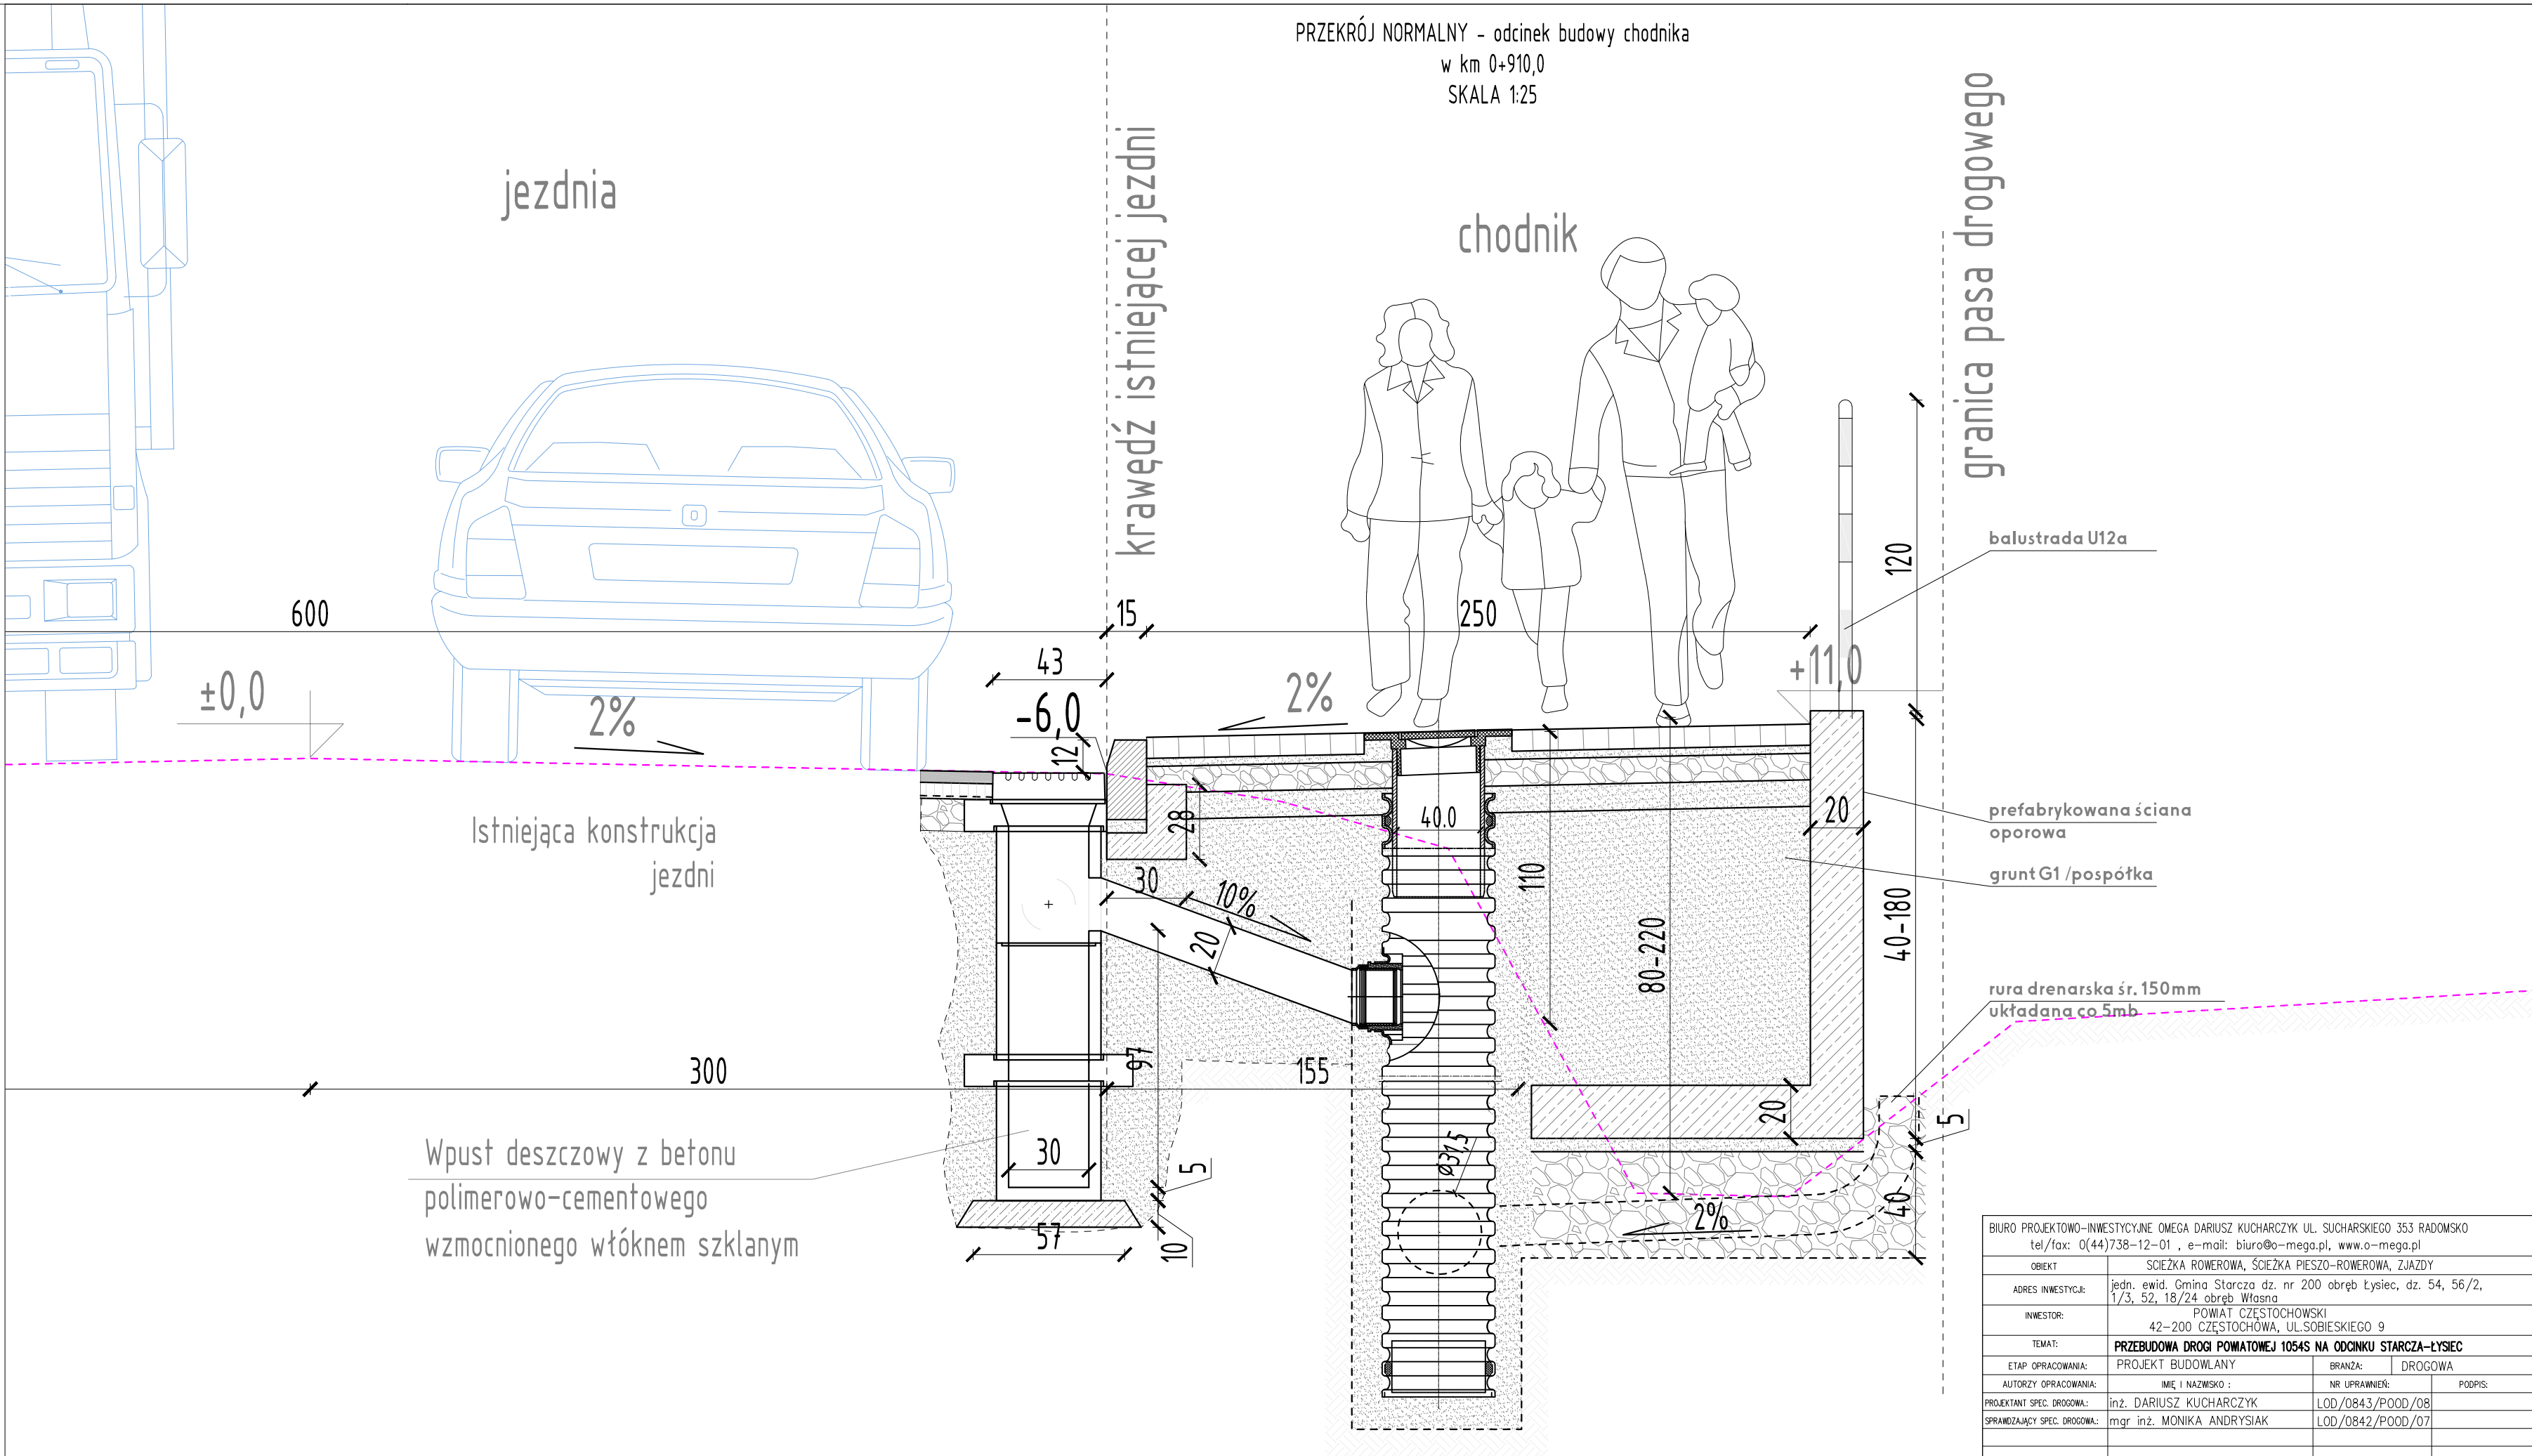 PRZEKRÓJ NORMALNY - odcinek budowy chodnika
w km 0+910,0
SKALA 1:25
jezdnia
krawędź istniejącej jezdni
chodnik
granica pasa drogowego
balustrada U12a
120
600
15
250
43
±0,0
2%
-6,0
12
2%
+11,0
Istniejąca konstrukcja
jezdni
28
40.0
20
prefabrykowana ściana
oporowa
grunt G1 /pospółka
30
10%
20
110
80-220
40-180
rura drenarska śr. 150mm
układana co 5mb
300
97
155
20
5
Wpust deszczowy z betonu
polimerowo-cementowego
wzmocnionego włóknem szklanym
30
5
ø31,5
57
10
2%
40
BIURO PROJEKTOWO-INWESTYCYJNE OMEGA DARIUSZ KUCHARCZYK UL. SUCHARSKIEGO 353 RADOMSKO
tel/fax: 0(44)738-12-01 , e-mail: biuro@o-mega.pl, www.o-mega.pl
OBIEKT SCIEŻKA ROWEROWA, ŚCIEŻKA PIESZO-ROWEROWA, ZJAZDY
ADRES INWESTYCJI: jedn. ewid. Gmina Starcza dz. nr 200 obręb Łysiec, dz. 54, 56/2,
1/3, 52, 18/24 obręb Własna
INWESTOR: POWIAT CZĘSTOCHOWSKI
42-200 CZĘSTOCHOWA, UL.SOBIESKIEGO 9
TEMAT: PRZEBUDOWA DROGI POWIATOWEJ 1054S NA ODCINKU STARCZA-ŁYSIEC
ETAP OPRACOWANIA: PROJEKT BUDOWLANY BRANŻA: DROGOWA
AUTORZY OPRACOWANIA: IMIĘ I NAZWISKO : NR UPRAWNIEŃ: PODPIS:
PROJEKTANT SPEC. DROGOWA.: inż. DARIUSZ KUCHARCZYK LOD/0843/POOD/08
SPRAWDZAJĄCY SPEC. DROGOWA.: mgr inż. MONIKA ANDRYSIAK LOD/0842/POOD/07